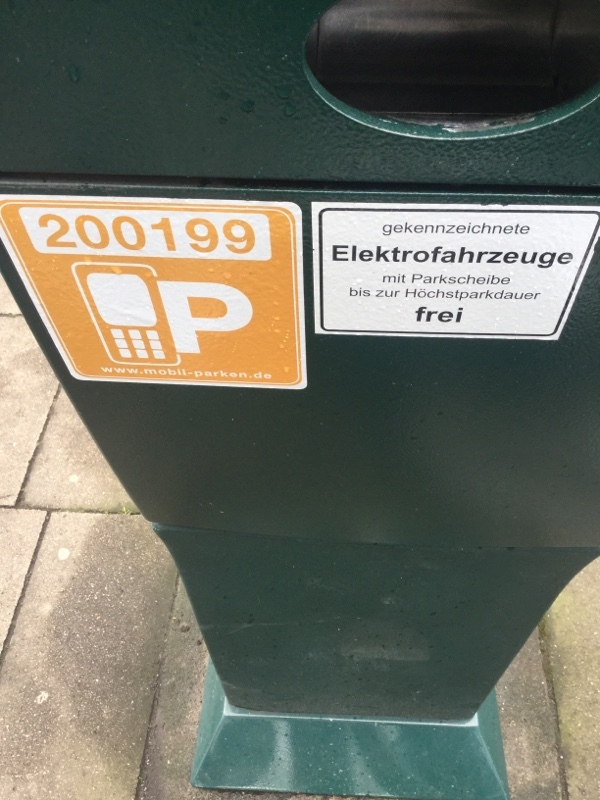 200199
P
www.mobil-parken.de
gekennzeichnete
Elektrofahrzeuge
mit Parkscheibe
bis zur Höchstparkdauer
frei